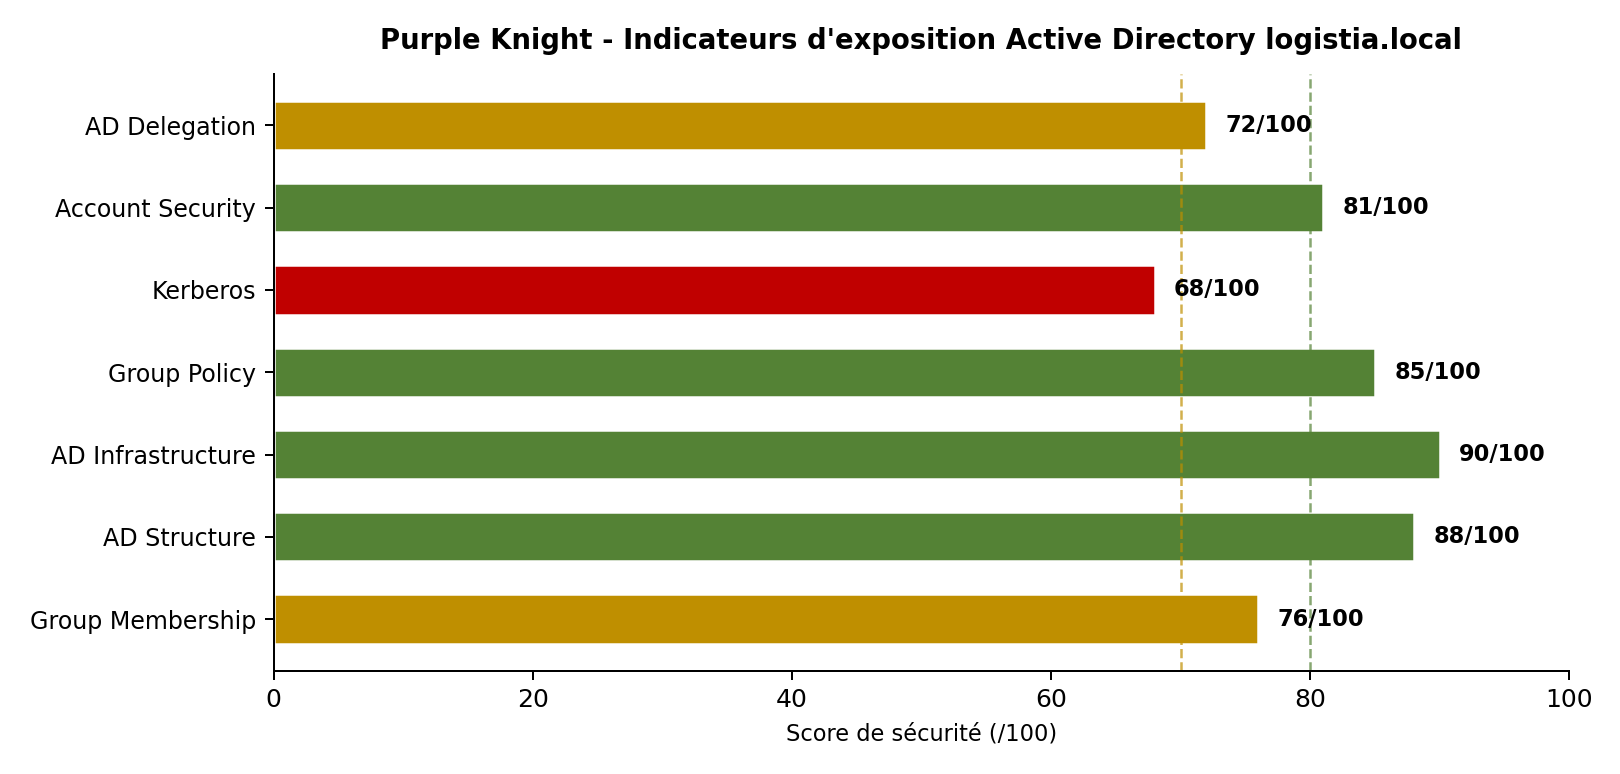 Purple Knight - Indicateurs d'exposition Active Directory logistia.local
AD Delegation 72/100
Account Security 81/100
Kerberos 68/100
Group Policy 85/100
AD Infrastructure 90/100
AD Structure 88/100
Group Membership 76/100
0 20 40 60 80 100
Score de sécurité (/100)